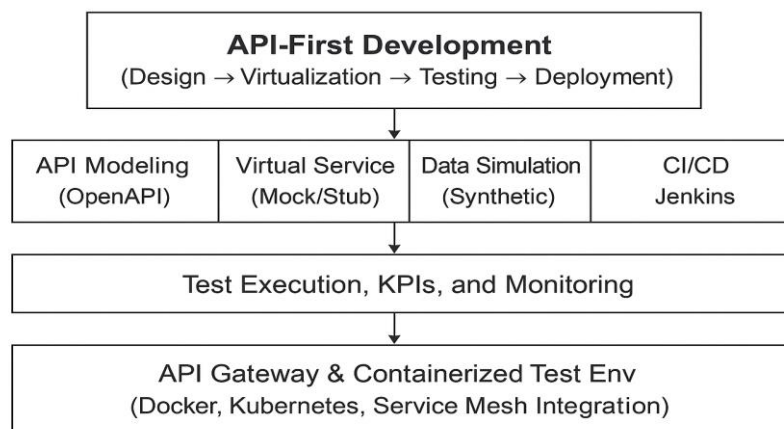 API-First Development
(Design → Virtualization → Testing → Deployment)
API Modeling
(OpenAPI)
Virtual Service
(Mock/Stub)
Data Simulation
(Synthetic)
CI/CD
Jenkins
Test Execution, KPIs, and Monitoring
API Gateway & Containerized Test Env
(Docker, Kubernetes, Service Mesh Integration)